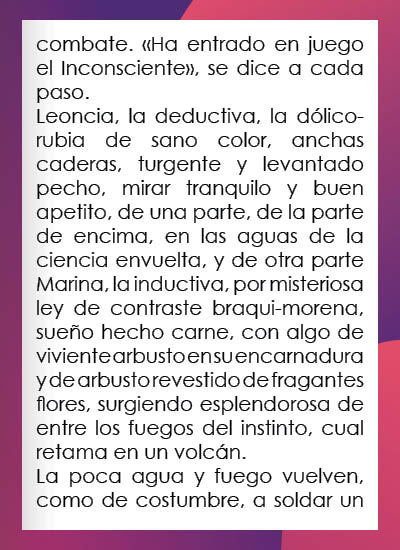 combate. «Ha entrado en juego
el Inconsciente», se dice a cada
paso.
Leoncia, la deductiva, la dólico-
rubia de sano color, anchas
caderas, turgente y levantado
pecho, mirar tranquilo y buen
apetito, de una parte, de la parte
de encima, en las aguas de la
ciencia envuelta, y de otra parte
Marina, la inductiva, por misteriosa
ley de contraste braqui-morena,
sueño hecho carne, con algo de
viviente arbusto en su encarnadura
y de arbusto revestido de fragantes
flores, surgiendo esplendorosa de
entre los fuegos del instinto, cual
retama en un volcán.
La poca agua y fuego vuelven,
como de costumbre, a soldar un